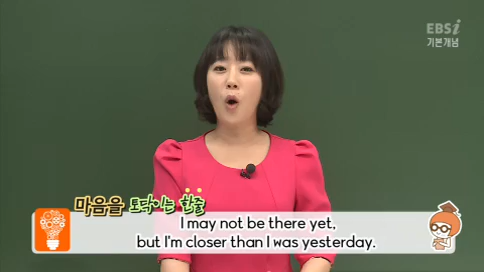 EBSi
기본개념
마음을 토닥이는 한줄
I may not be there yet,
but I'm closer than I was yesterday.